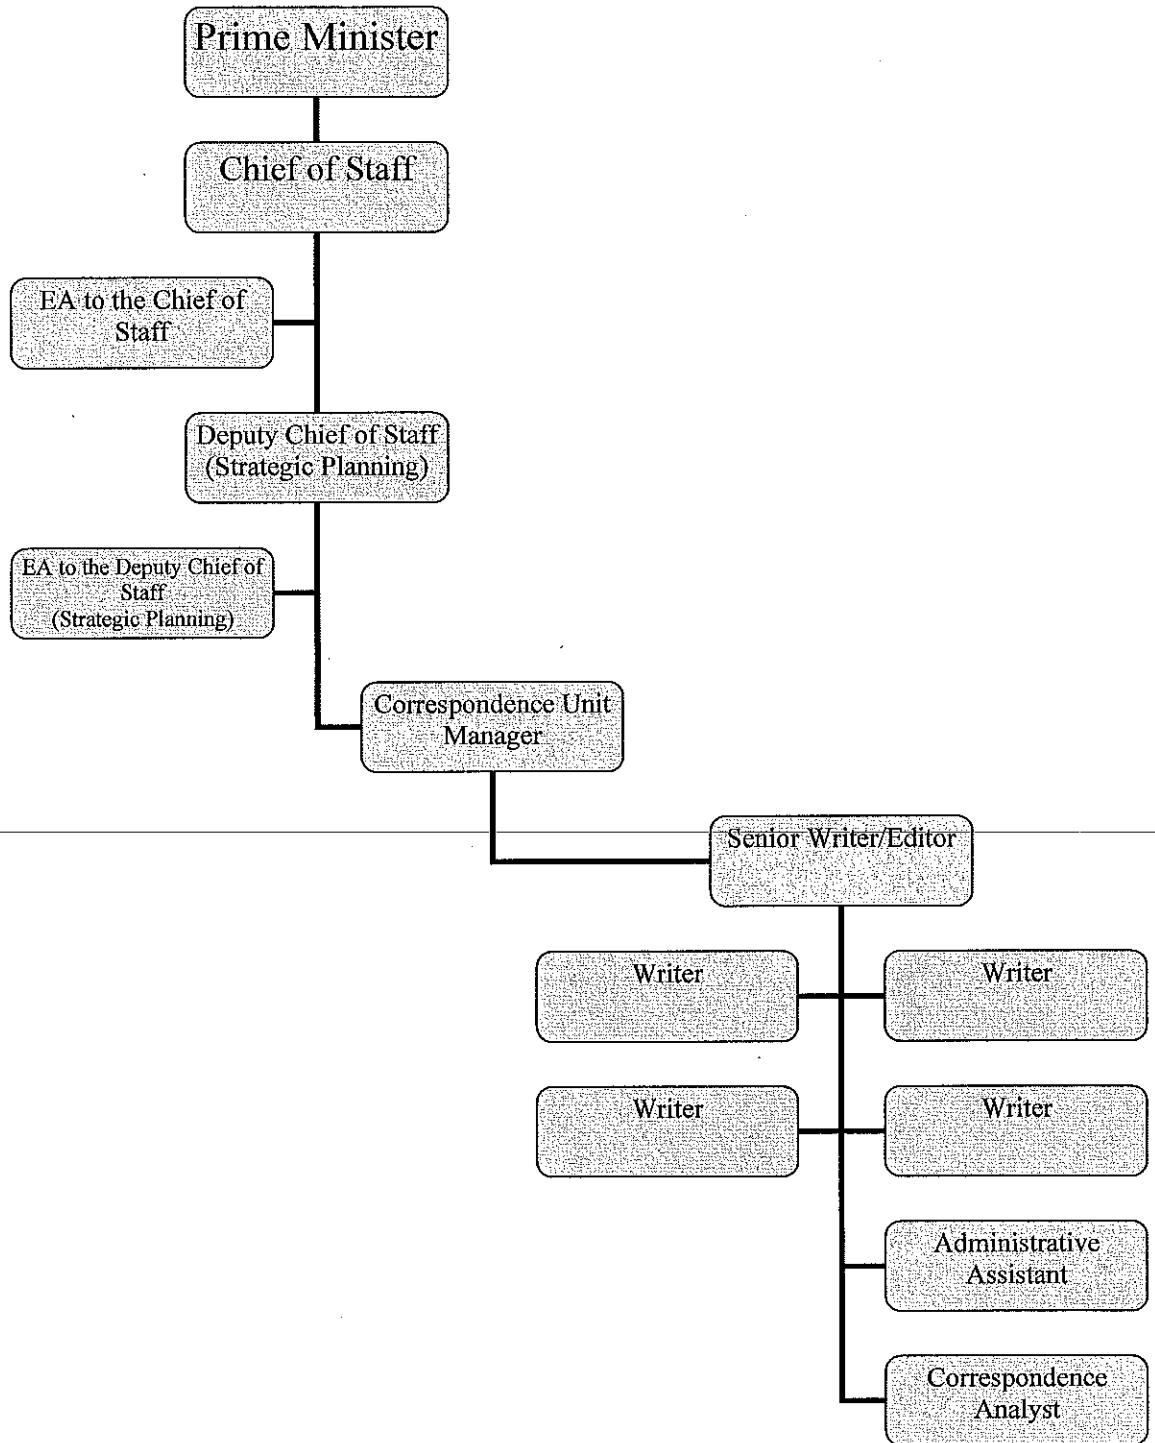 Prime Minister
Chief of Staff
EA to the Chief of
Staff
Deputy Chief of Staff
(Strategic Planning)
EA to the Deputy Chief of
Staff
(Strategic Planning)
Correspondence Unit
Manager
Senior Writer/Editor
Writer
Writer
Writer
Writer
Administrative
Assistant
Correspondence
Analyst